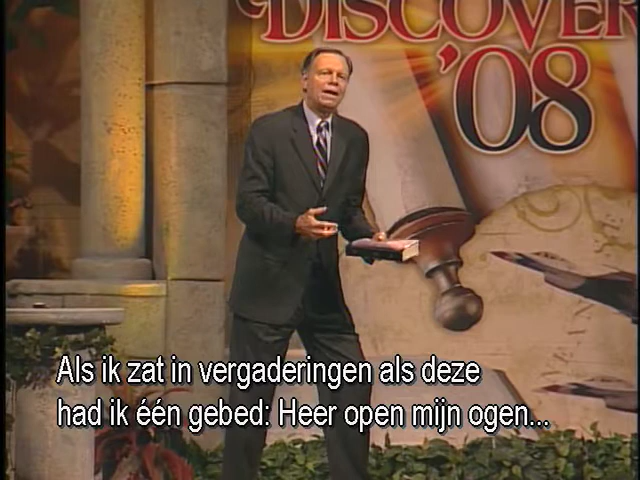 DISCOVER
'08
Als ik zat in vergaderingen als deze
had ik één gebed: Heer open mijn ogen...